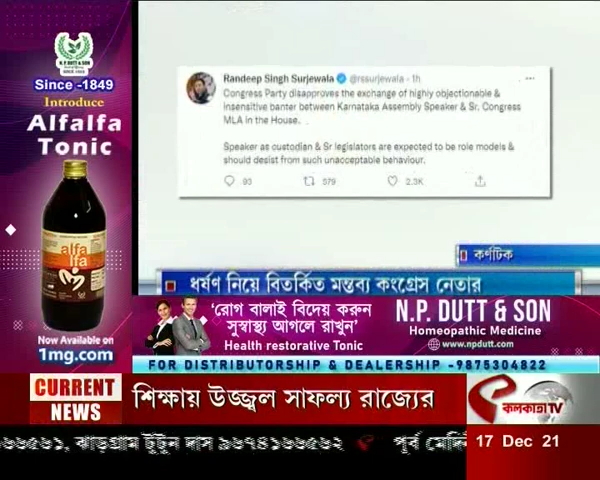 N.P. DUTT & SON
SINCE 1849
Since -1849
Introduce
Alfalfa
Tonic
alfa
lfa
Now Available on
1mg.com
Randeep Singh Surjewala @rssurjewala · 1h
Congress Party disapproves the exchange of highly objectionable &
insensitive banter between Karnataka Assembly Speaker & Sr. Congress
MLA in the House.
Speaker as custodian & Sr legislators are expected to be role models &
should desist from such unacceptable behaviour.
93 579 2.3K
কর্ণাটক
ধর্ষণ নিয়ে বিতর্কিত মন্তব্য কংগ্রেস নেতার
‘রোগ বালাই বিদেয় করুন
সুস্বাস্থ্য আগলে রাখুন’
Health restorative Tonic
N.P. DUTT & SON
Homeopathic Medicine
www.npdutt.com
FOR DISTRIBUTORSHIP & DEALERSHIP -9875304822
CURRENT
NEWS
শিক্ষায় উজ্জ্বল সাফল্য রাজ্যের
কলকাতা TV
৬৬৫৬১, ঝাড়গ্রাম টুটুন দাস ৯৬৭৪১৬৬৫৬২ পূর্ব মেদি
17 Dec 21